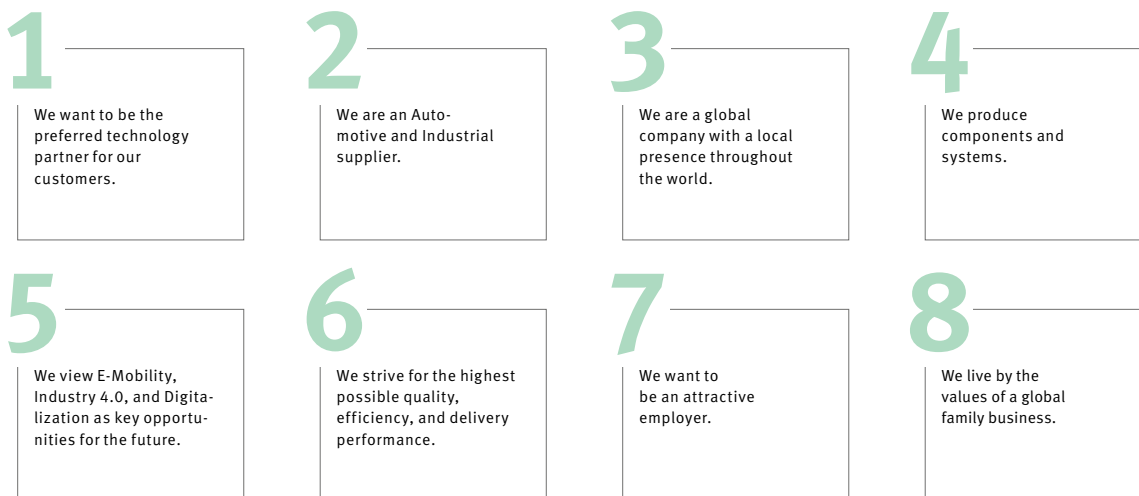 1
We want to be the
preferred technology
partner for our
customers.
2
We are an Auto-
motive and Industrial
supplier.
3
We are a global
company with a local
presence throughout
the world.
4
We produce
components and
systems.
5
We view E-Mobility,
Industry 4.0, and Digita-
lization as key opportu-
nities for the future.
6
We strive for the highest
possible quality,
efficiency, and delivery
performance.
7
We want to
be an attractive
employer.
8
We live by the
values of a global
family business.